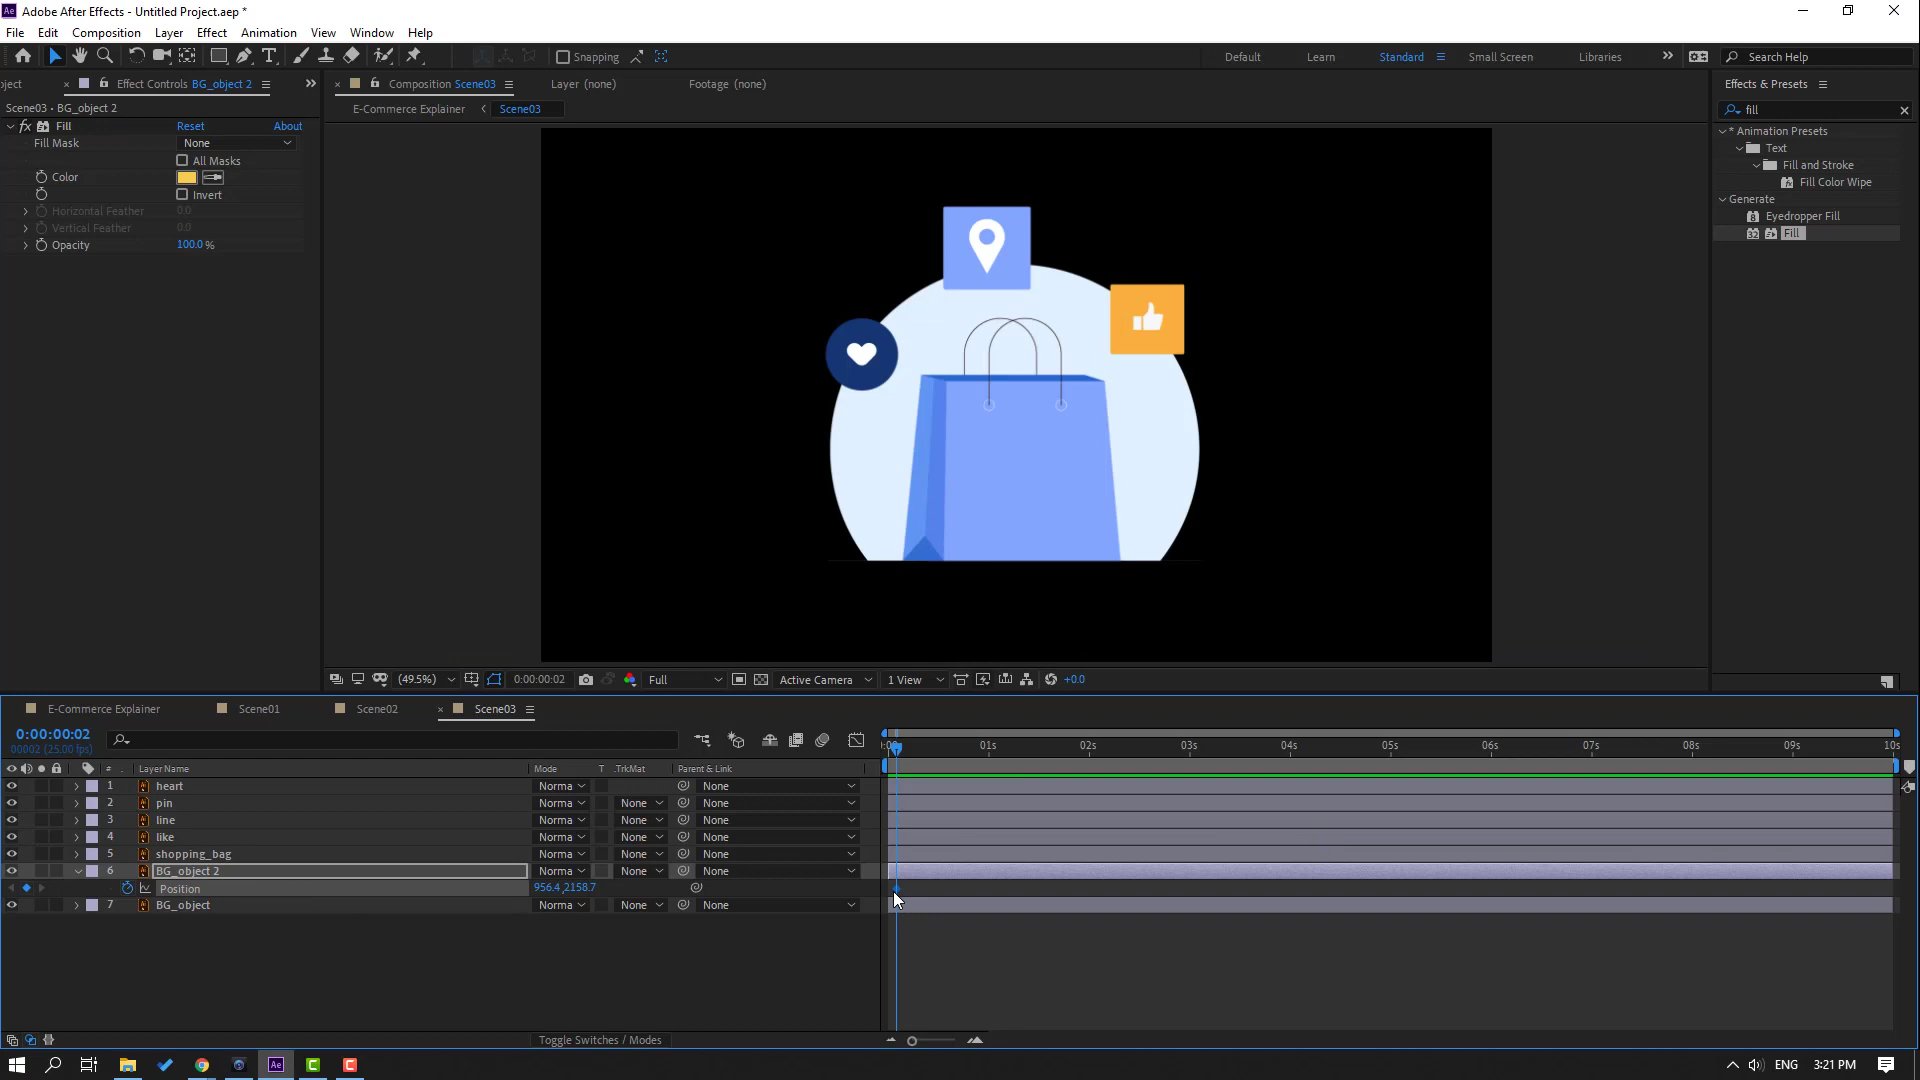 Adobe After Effects - Untitled Project.aep *
File Edit Composition Layer Effect Animation View Window Help
Snapping
Default Learn Standard Small Screen Libraries
Search Help
oject
Effect Controls BG_object 2
Composition Scene03
Layer (none)
Footage (none)
Effects & Presets
Scene03 • BG_object 2
E-Commerce Explainer
Scene03
fill
fx Fill Reset About
Fill Mask None
All Masks
Color
Invert
Horizontal Feather 0.0
Vertical Feather 0.0
Opacity 100.0 %
* Animation Presets
Text
Fill and Stroke
Fill Color Wipe
Generate
Eyedropper Fill
Fill
(49.5%) 0:00:00:02 Full Active Camera 1 View +0.0
E-Commerce Explainer Scene01 Scene02 Scene03
0:00:00:02
00002 (25.00 fps)
01s 02s 03s 04s 05s 06s 07s 08s 09s 10s
# . Layer Name Mode T .TrkMat Parent & Link
1 heart Norma None
2 pin Norma None None
3 line Norma None None
4 like Norma None None
5 shopping_bag Norma None None
6 BG_object 2 Norma None None
Position 956.4,2158.7
7 BG_object Norma None None
Toggle Switches / Modes
ENG 3:21 PM